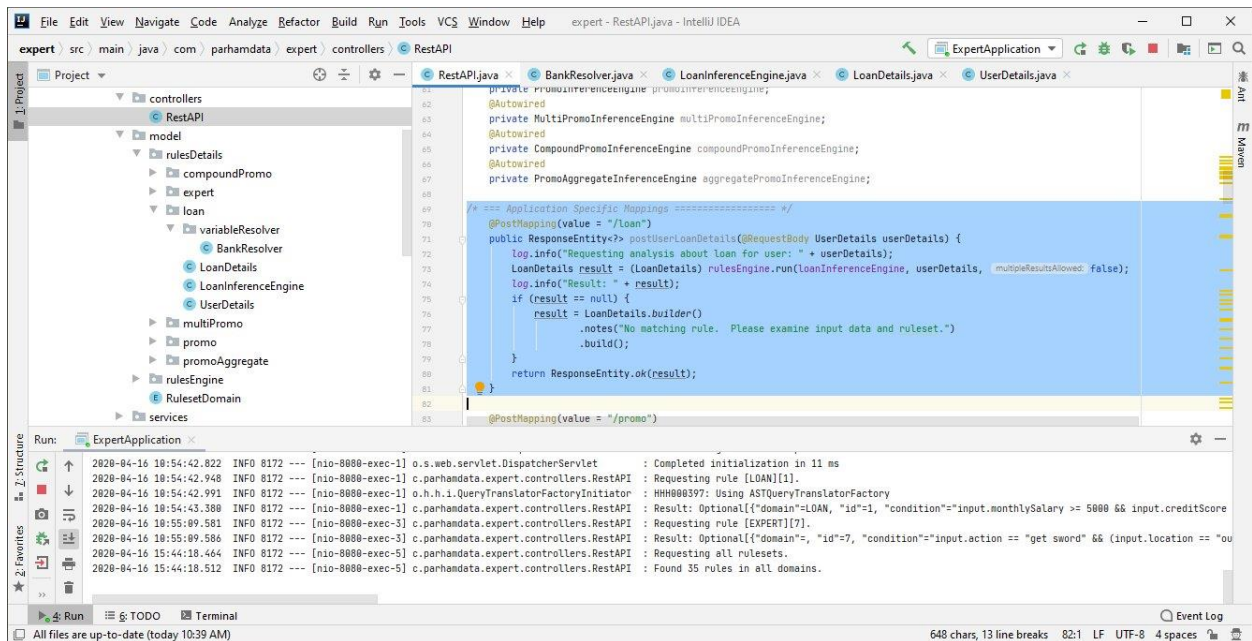 File Edit View Navigate Code Analyze Refactor Build Run Tools VCS Window Help expert - RestAPI.java - IntelliJ IDEA
expert src main java com parhamdata expert controllers RestAPI ExpertApplication
Project
RestAPI.java BankResolver.java LoanInferenceEngine.java LoanDetails.java UserDetails.java
1: Project
controllers
RestAPI
model
rulesDetails
compoundPromo
expert
loan
variableResolver
BankResolver
LoanDetails
LoanInferenceEngine
UserDetails
multiPromo
promo
promoAggregate
rulesEngine
RulesetDomain
services
61 private PromoInferenceEngine promoInferenceEngine;
62 @Autowired
63 private MultiPromoInferenceEngine multiPromoInferenceEngine;
64 @Autowired
65 private CompoundPromoInferenceEngine compoundPromoInferenceEngine;
66 @Autowired
67 private PromoAggregateInferenceEngine aggregatePromoInferenceEngine;
68
69 /* === Application Specific Mappings ================== */
70 @PostMapping(value = "/loan")
71 public ResponseEntity<?> postUserLoanDetails(@RequestBody UserDetails userDetails) {
72 log.info("Requesting analysis about loan for user: " + userDetails);
73 LoanDetails result = (LoanDetails) rulesEngine.run(loanInferenceEngine, userDetails, multipleResultsAllowed: false);
74 log.info("Result: " + result);
75 if (result == null) {
76 result = LoanDetails.builder()
77 .notes("No matching rule. Please examine input data and ruleset.")
78 .build();
79 }
80 return ResponseEntity.ok(result);
81 }
82
83 @PostMapping(value = "/promo")
Ant
m Maven
Run: ExpertApplication
2020-04-16 10:54:42.822 INFO 8172 --- [nio-8080-exec-1] o.s.web.servlet.DispatcherServlet : Completed initialization in 11 ms
2020-04-16 10:54:42.948 INFO 8172 --- [nio-8080-exec-1] c.parhamdata.expert.controllers.RestAPI : Requesting rule [LOAN][1].
2020-04-16 10:54:42.991 INFO 8172 --- [nio-8080-exec-1] o.h.h.i.QueryTranslatorFactoryInitiator : HHH000397: Using ASTQueryTranslatorFactory
2020-04-16 10:54:43.380 INFO 8172 --- [nio-8080-exec-1] c.parhamdata.expert.controllers.RestAPI : Result: Optional[{"domain"=LOAN, "id"=1, "condition"="input.monthlySalary >= 5000 && input.creditScore
2020-04-16 10:55:09.581 INFO 8172 --- [nio-8080-exec-3] c.parhamdata.expert.controllers.RestAPI : Requesting rule [EXPERT][7].
2020-04-16 10:55:09.586 INFO 8172 --- [nio-8080-exec-3] c.parhamdata.expert.controllers.RestAPI : Result: Optional[{"domain"=, "id"=7, "condition"="input.action == "get sword" && (input.location == "ou
2020-04-16 15:44:18.464 INFO 8172 --- [nio-8080-exec-5] c.parhamdata.expert.controllers.RestAPI : Requesting all rulesets.
2020-04-16 15:44:18.512 INFO 8172 --- [nio-8080-exec-5] c.parhamdata.expert.controllers.RestAPI : Found 35 rules in all domains.
Z: Structure
2: Favorites
4: Run 6: TODO Terminal Event Log
All files are up-to-date (today 10:39 AM) 648 chars, 13 line breaks 82:1 LF UTF-8 4 spaces